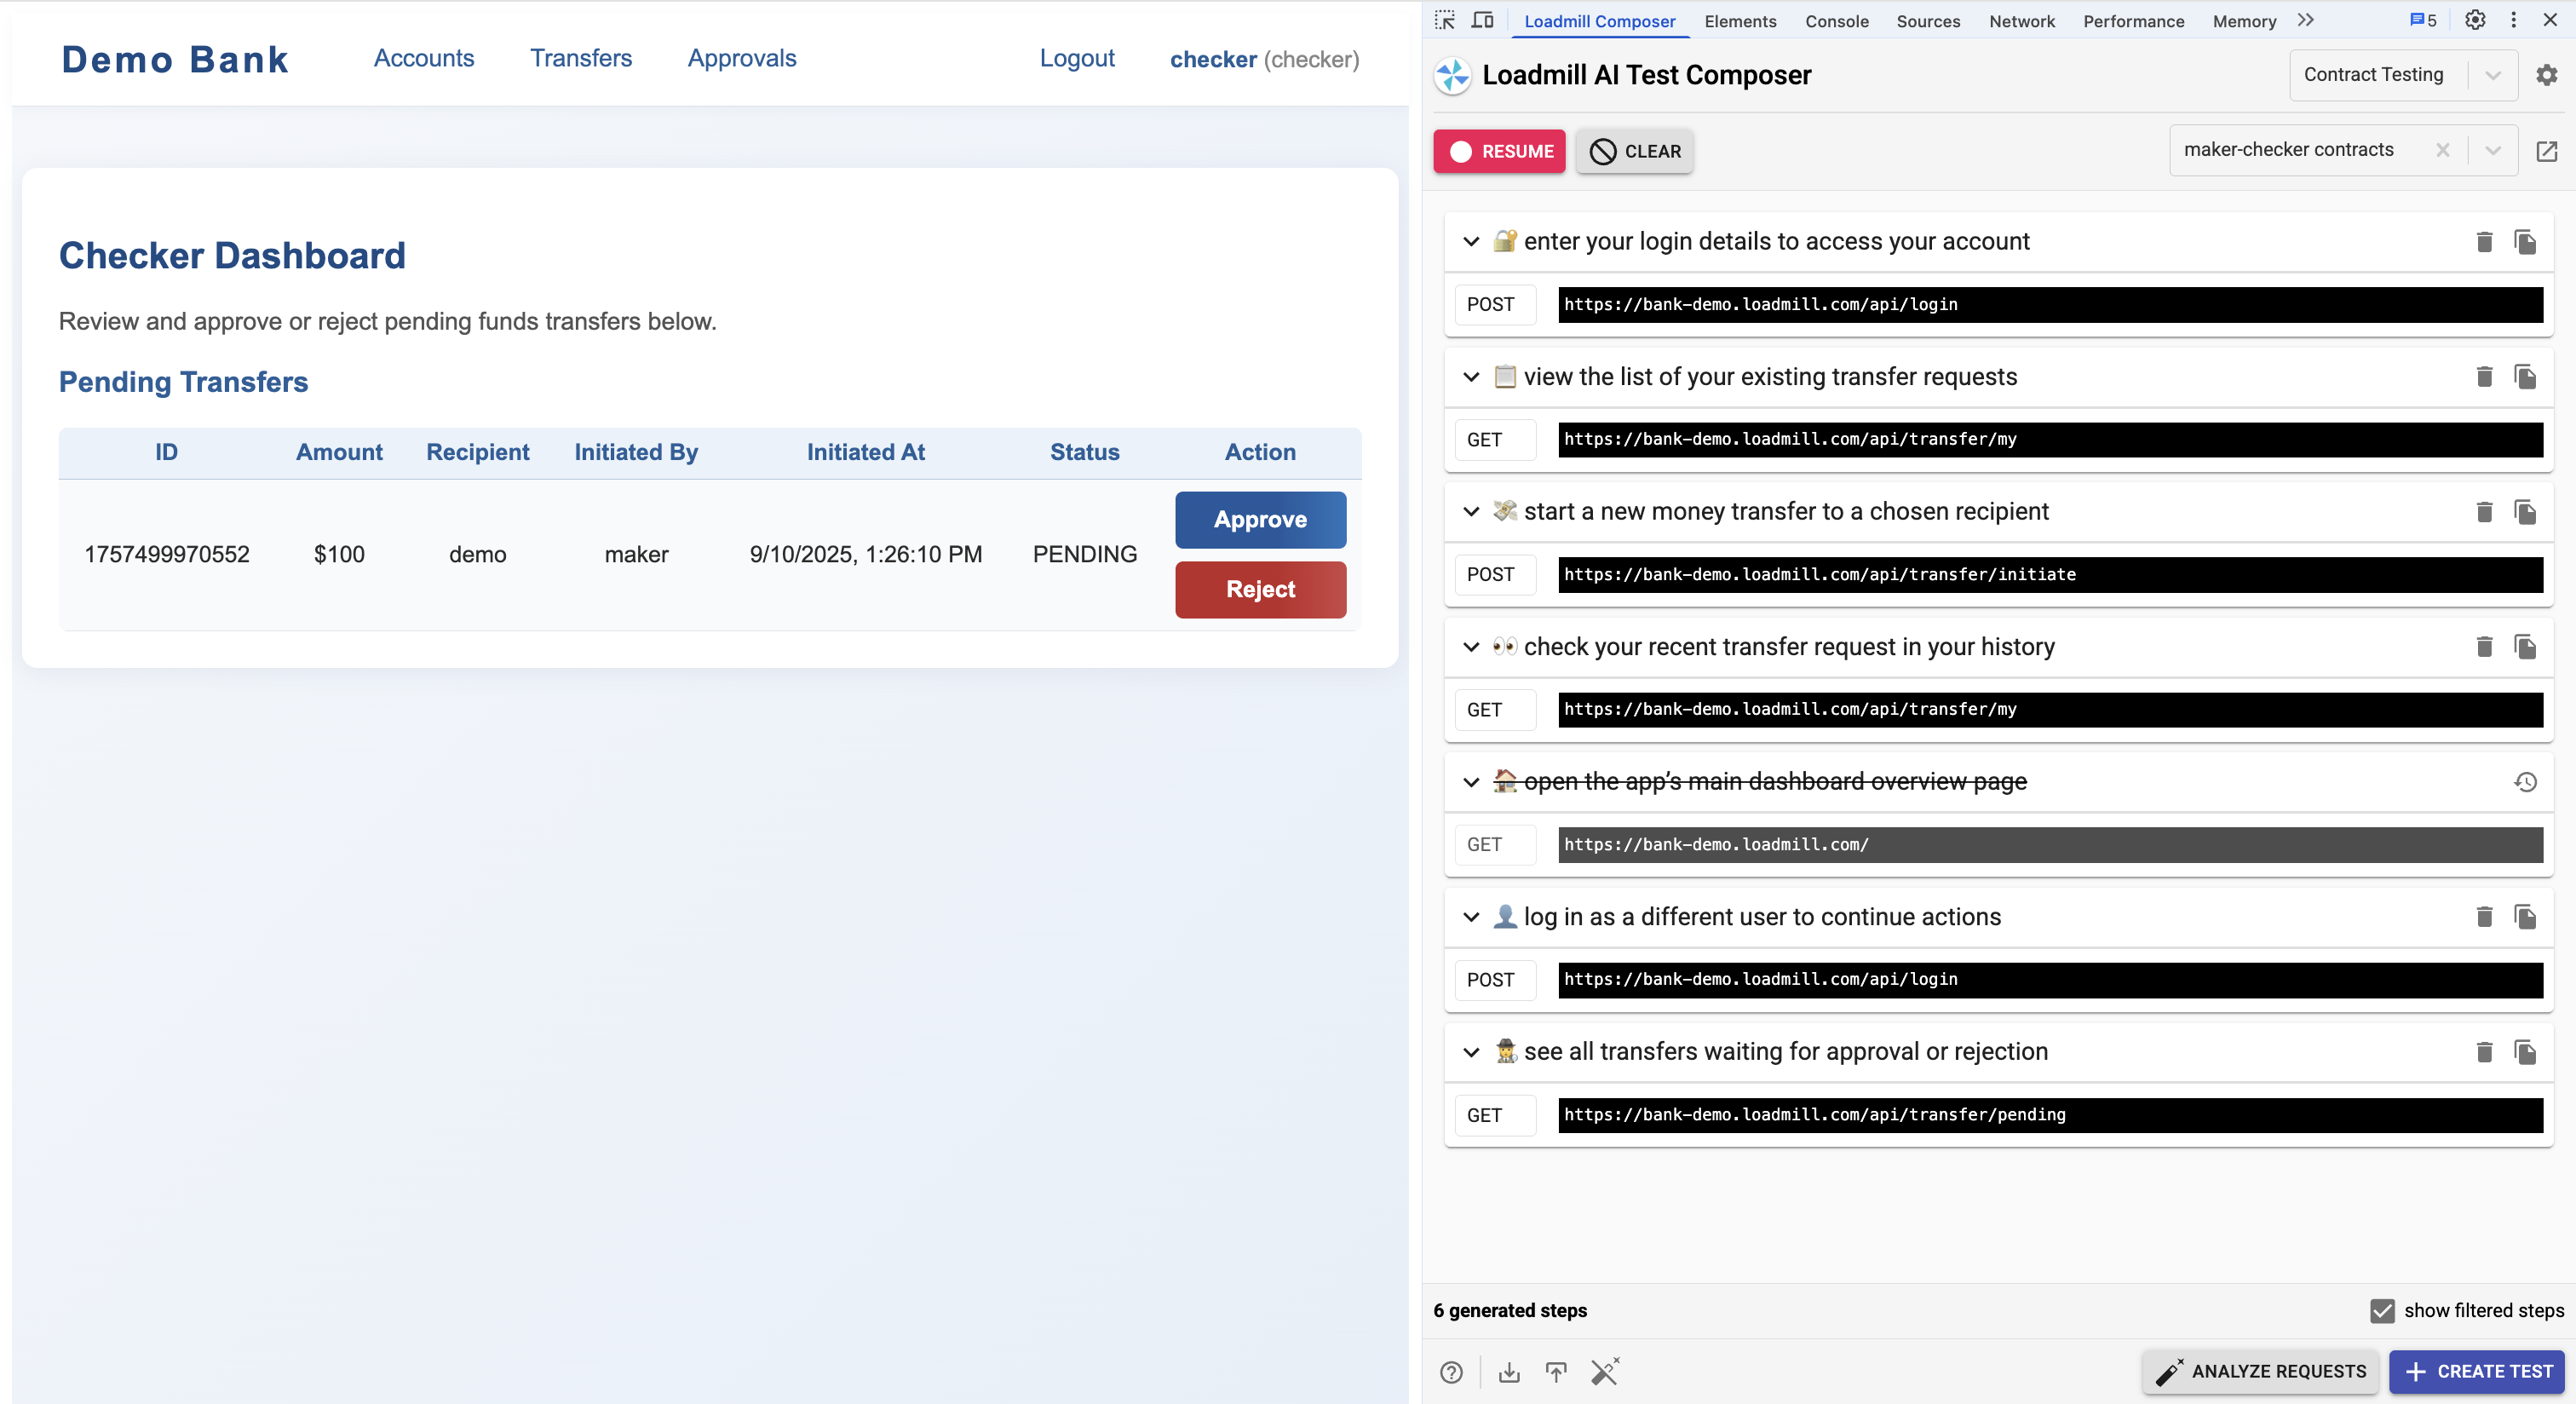 Demo Bank Accounts Transfers Approvals Logout checker (checker)
Checker Dashboard
Review and approve or reject pending funds transfers below.
Pending Transfers
ID Amount Recipient Initiated By Initiated At Status Action
1757499970552 $100 demo maker 9/10/2025, 1:26:10 PM PENDING
Approve
Reject
Loadmill Composer Elements Console Sources Network Performance Memory 5
Loadmill AI Test Composer Contract Testing
RESUME CLEAR maker-checker contracts
enter your login details to access your account
POST https://bank-demo.loadmill.com/api/login
view the list of your existing transfer requests
GET https://bank-demo.loadmill.com/api/transfer/my
start a new money transfer to a chosen recipient
POST https://bank-demo.loadmill.com/api/transfer/initiate
check your recent transfer request in your history
GET https://bank-demo.loadmill.com/api/transfer/my
open the app’s main dashboard overview page
GET https://bank-demo.loadmill.com/
log in as a different user to continue actions
POST https://bank-demo.loadmill.com/api/login
see all transfers waiting for approval or rejection
GET https://bank-demo.loadmill.com/api/transfer/pending
6 generated steps show filtered steps
ANALYZE REQUESTS CREATE TEST